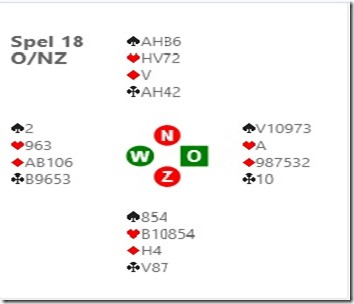 Spel 18
O/NZ
♠AHB6
♥HV72
♦V
♣AH42
♠2
♥963
♦AB106
♣B9653
N
W
O
Z
♠V10973
♥A
♦987532
♣10
♠854
♥B10854
♦H4
♣V87